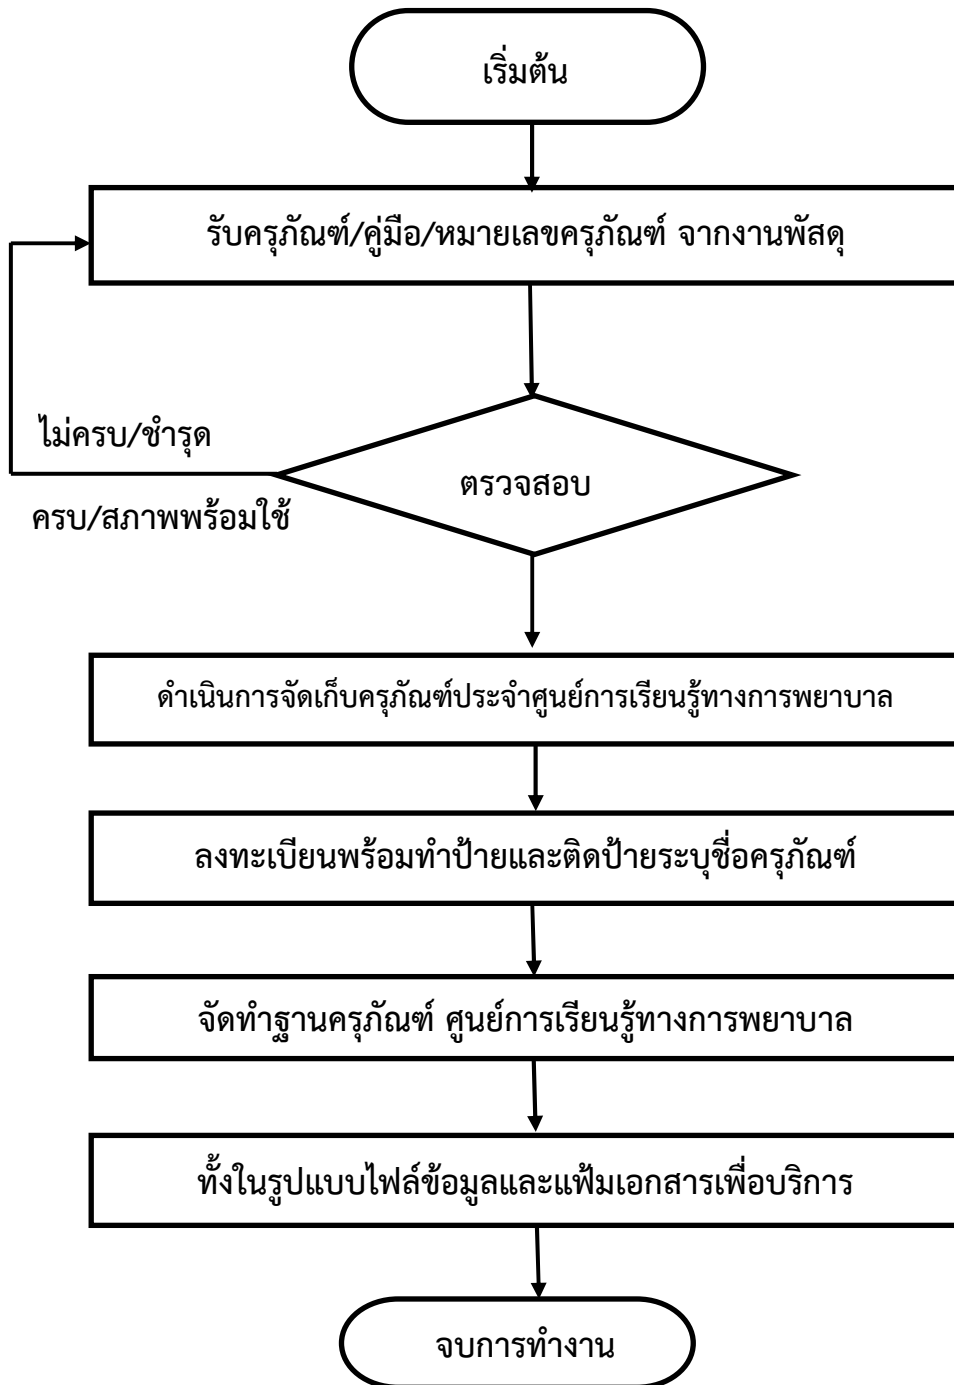 เริ่มต้น
รับครุภัณฑ์/คู่มือ/หมายเลขครุภัณฑ์ จากงานพัสดุ
ไม่ครบ/ชำรุด
ตรวจสอบ
ครบ/สภาพพร้อมใช้
ดำเนินการจัดเก็บครุภัณฑ์ประจำศูนย์การเรียนรู้ทางการพยาบาล
ลงทะเบียนพร้อมทำป้ายและติดป้ายระบุชื่อครุภัณฑ์
จัดทำฐานครุภัณฑ์ ศูนย์การเรียนรู้ทางการพยาบาล
ทั้งในรูปแบบไฟล์ข้อมูลและแฟ้มเอกสารเพื่อบริการ
จบการทำงาน